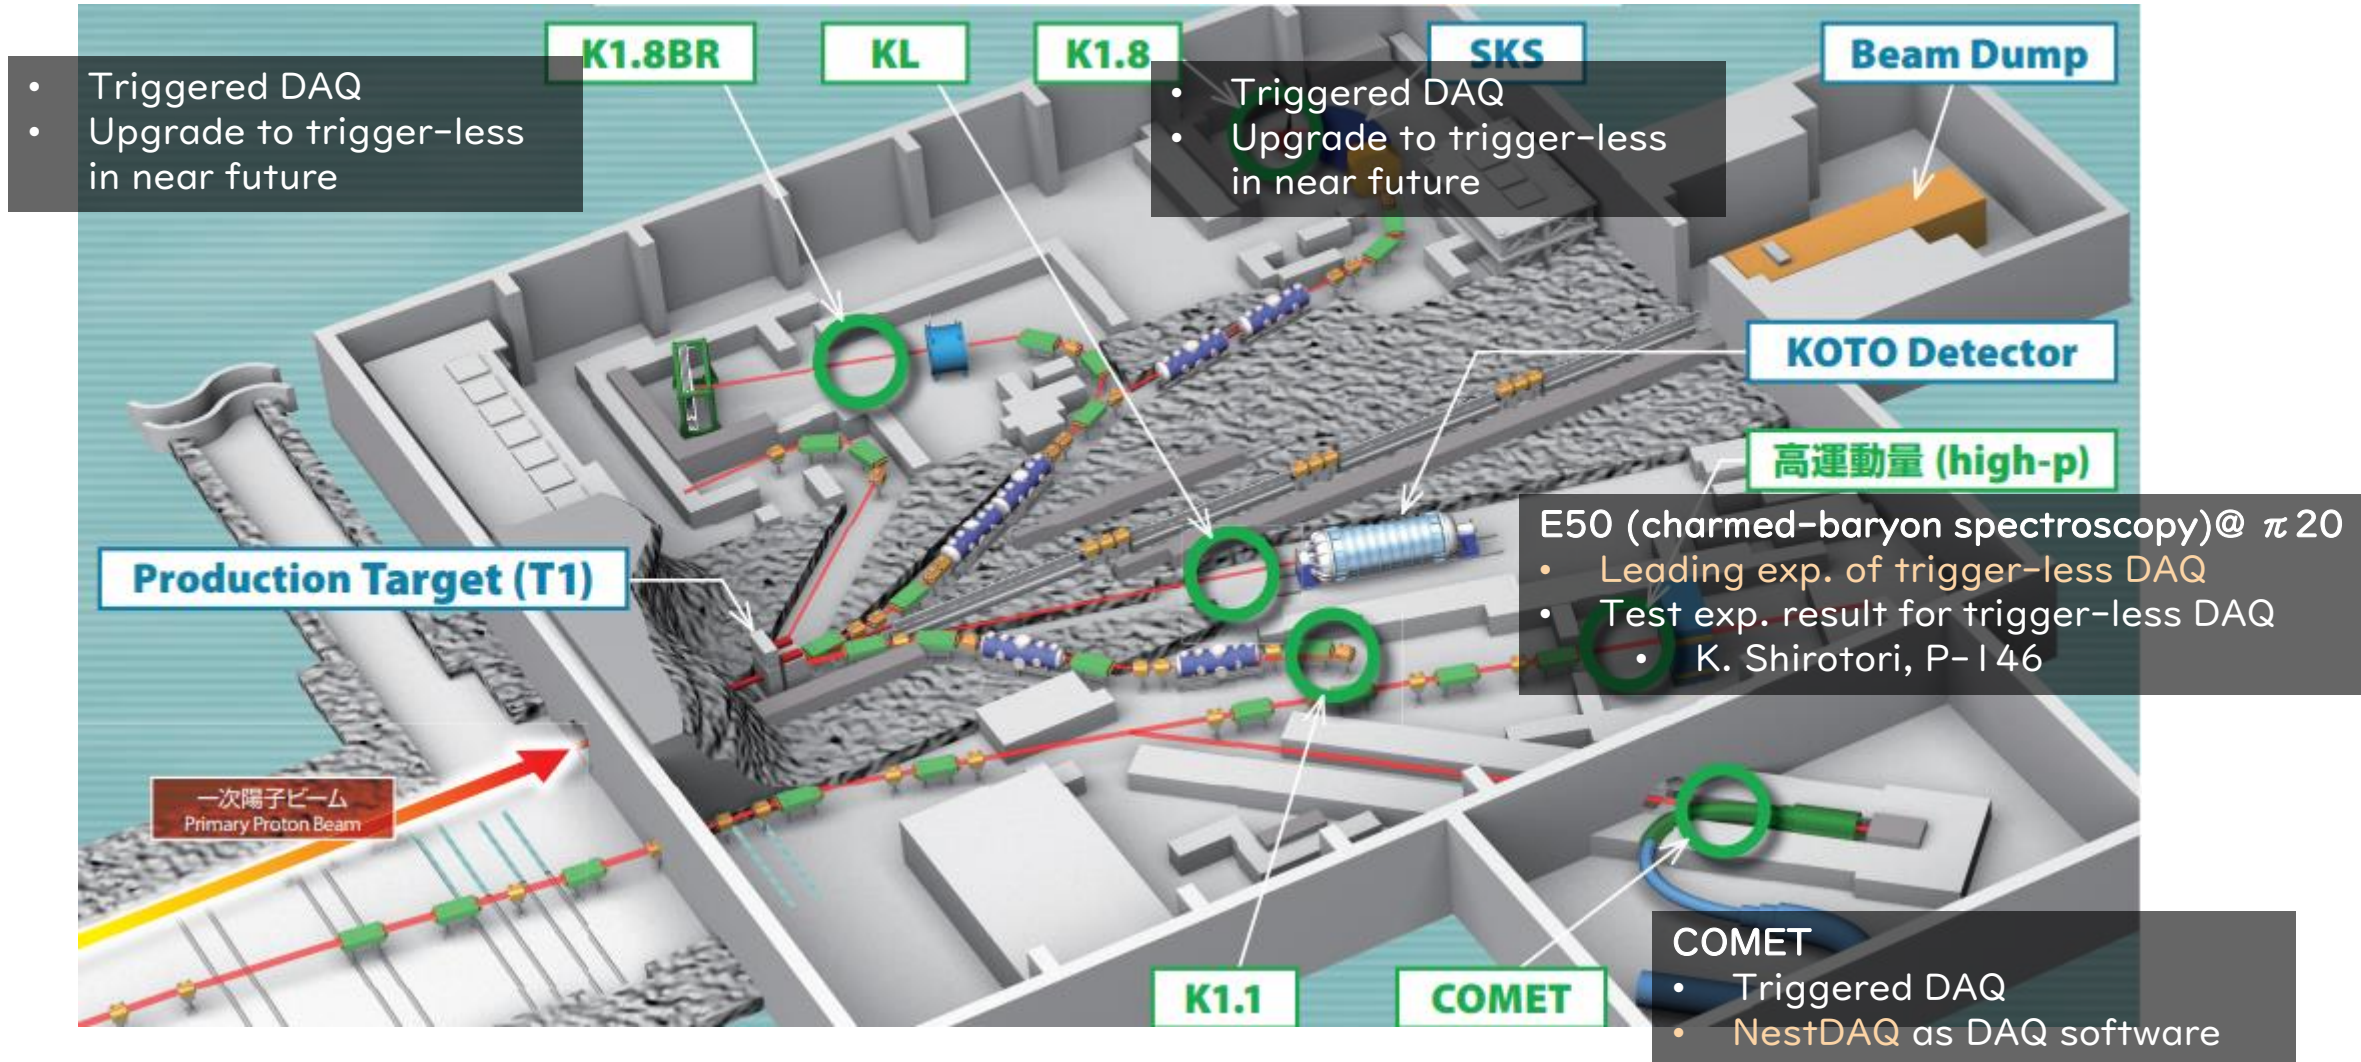 K1.8BR
KL
K1.8
SKS
Beam Dump
• Triggered DAQ
• Upgrade to trigger-less
in near future
• Triggered DAQ
• Upgrade to trigger-less
in near future
KOTO Detector
高運動量 (high-p)
E50 (charmed-baryon spectroscopy)@ π20
• Leading exp. of trigger-less DAQ
• Test exp. result for trigger-less DAQ
• K. Shirotori, P-146
Production Target (T1)
一次陽子ビーム
Primary Proton Beam
K1.1
COMET
COMET
• Triggered DAQ
• NestDAQ as DAQ software